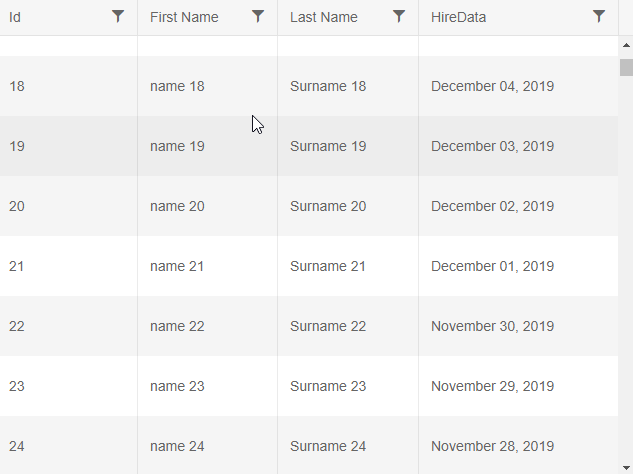 Id First Name Last Name HireData
18 name 18 Surname 18 December 04, 2019
19 name 19 Surname 19 December 03, 2019
20 name 20 Surname 20 December 02, 2019
21 name 21 Surname 21 December 01, 2019
22 name 22 Surname 22 November 30, 2019
23 name 23 Surname 23 November 29, 2019
24 name 24 Surname 24 November 28, 2019